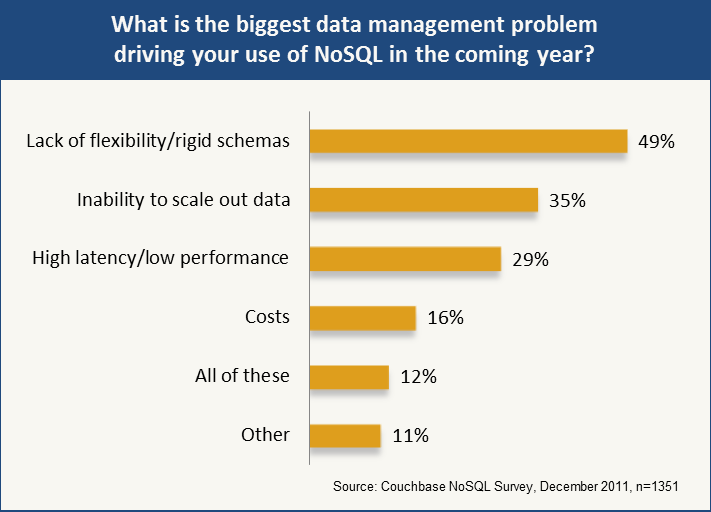 What is the biggest data management problem
driving your use of NoSQL in the coming year?
Lack of flexibility/rigid schemas 49%
Inability to scale out data 35%
High latency/low performance 29%
Costs 16%
All of these 12%
Other 11%
Source: Couchbase NoSQL Survey, December 2011, n=1351